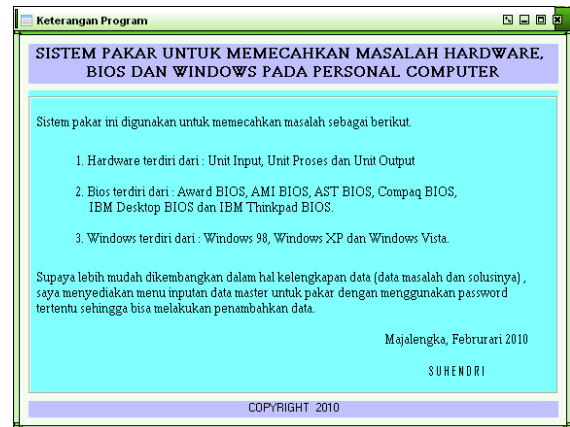 Keterangan Program
SISTEM PAKAR UNTUK MEMECAHKAN MASALAH HARDWARE,
BIOS DAN WINDOWS PADA PERSONAL COMPUTER
Sistem pakar ini digunakan untuk memecahkan masalah sebagai berikut.
1. Hardware terdiri dari : Unit Input, Unit Proses dan Unit Output
2. Bios terdiri dari : Award BIOS, AMI BIOS, AST BIOS, Compaq BIOS,
IBM Desktop BIOS dan IBM Thinkpad BIOS.
3. Windows terdiri dari : Windows 98, Windows XP dan Windows Vista.
Supaya lebih mudah dikembangkan dalam hal kelengkapan data (data masalah dan solusinya) ,
saya menyediakan menu inputan data master untuk pakar dengan menggunakan password
tertentu sehingga bisa melakukan penambahkan data.
Majalengka, Februrari 2010
SUHENDRI
COPYRIGHT 2010